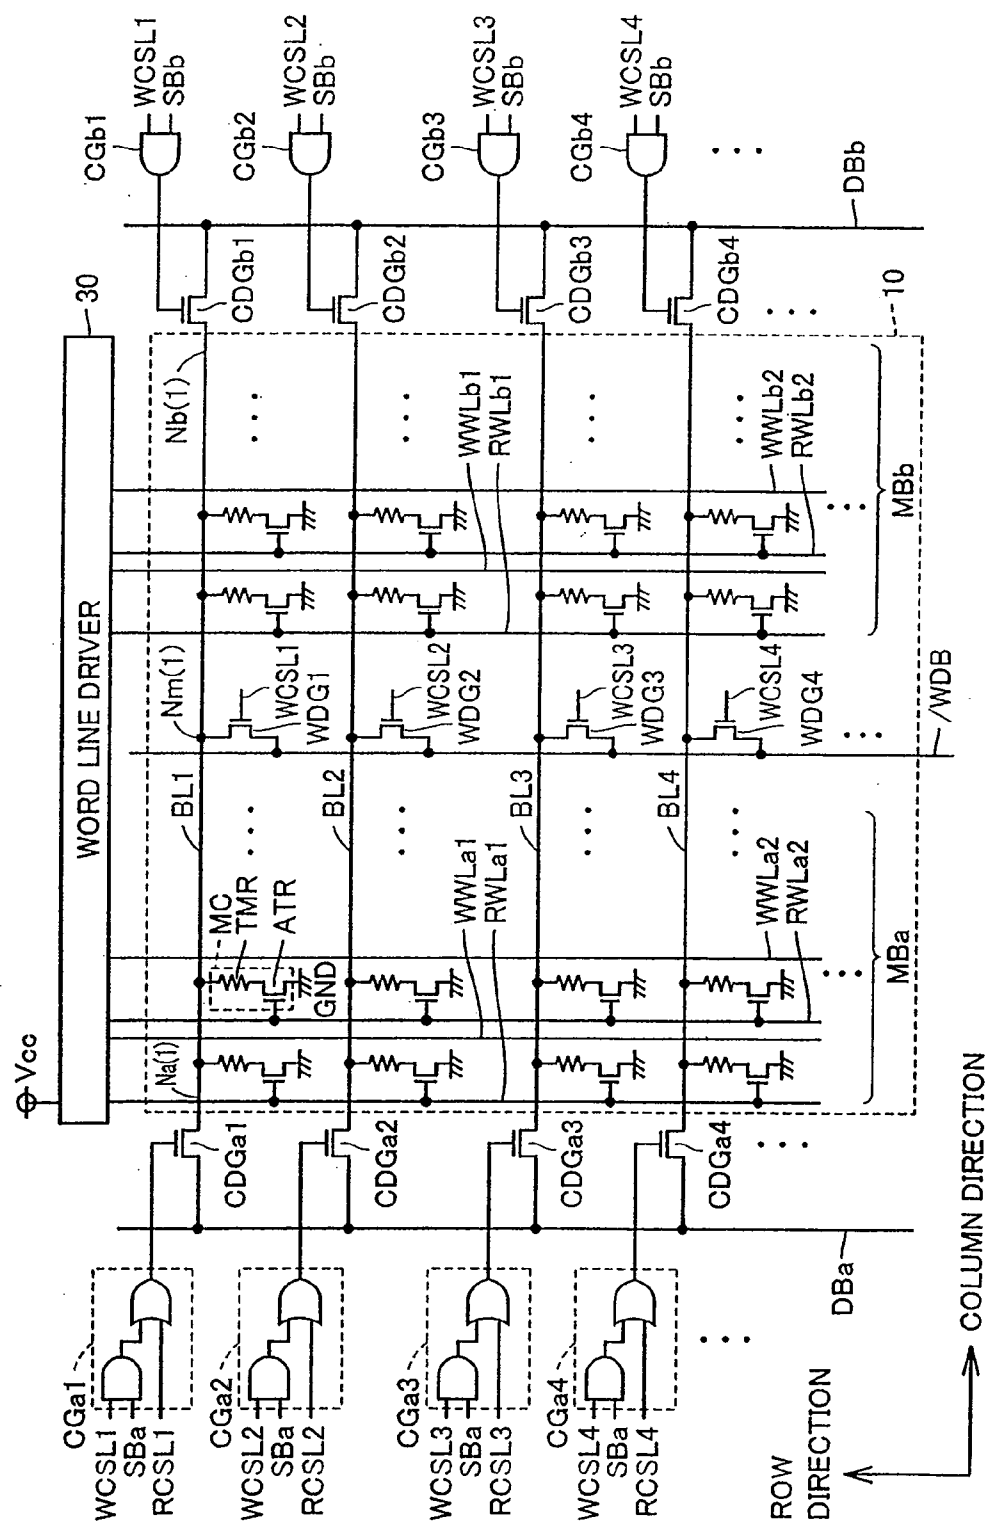 30
WORD LINE DRIVER
Vcc
CGa1
WCSL1
SBa
RCSL1
CDGa1
Na(1)
MC
TMR
ATR
GND
BL1
Nm(1)
WCSL1
WDG1
Nb(1)
CDGb1
CGb1
WCSL1
SBb
CGa2
WCSL2
SBa
RCSL2
CDGa2
BL2
WCSL2
WDG2
CDGb2
CGb2
WCSL2
SBb
WWLa1
RWLa1
WWLb1
RWLb1
CGa3
WCSL3
SBa
RCSL3
CDGa3
BL3
WCSL3
WDG3
CDGb3
CGb3
WCSL3
SBb
CGa4
WCSL4
SBa
RCSL4
CDGa4
BL4
WCSL4
WDG4
CDGb4
CGb4
WCSL4
SBb
WWLa2
RWLa2
WWLb2
RWLb2
DBa
MBa
/WDB
MBb
10
DBb
ROW
DIRECTION
COLUMN DIRECTION